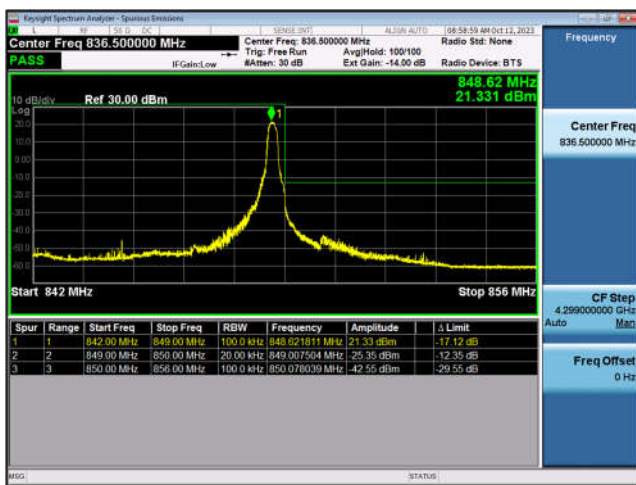 Keysight Spectrum Analyzer - Spurious Emissions
L RF 50 Ω DC SENSE:INT ALIGN AUTO 08:58:59 AM Oct 12, 2023
Center Freq 836.500000 MHz Center Freq: 836.500000 MHz Radio Std: None
Trig: Free Run Avg|Hold: 100/100
PASS IFGain:Low #Atten: 30 dB Ext Gain: -14.00 dB Radio Device: BTS
848.62 MHz
21.331 dBm
10 dB/div Ref 30.00 dBm
Log
1
20.0
10.0
0.00
-10.0
-20.0
-30.0
-40.0
-50.0
-60.0
Start 842 MHz Stop 856 MHz
Spur Range Start Freq Stop Freq RBW Frequency Amplitude Δ Limit
1 1 842.00 MHz 849.00 MHz 100.0 kHz 848.621811 MHz 21.33 dBm -17.12 dB
2 2 849.00 MHz 850.00 MHz 20.00 kHz 849.007504 MHz -25.35 dBm -12.35 dB
3 3 850.00 MHz 856.00 MHz 100.0 kHz 850.078039 MHz -42.55 dBm -29.55 dB
Frequency
Center Freq
836.500000 MHz
CF Step
4.299000000 GHz
Auto Man
Freq Offset
0 Hz
MSG STATUS